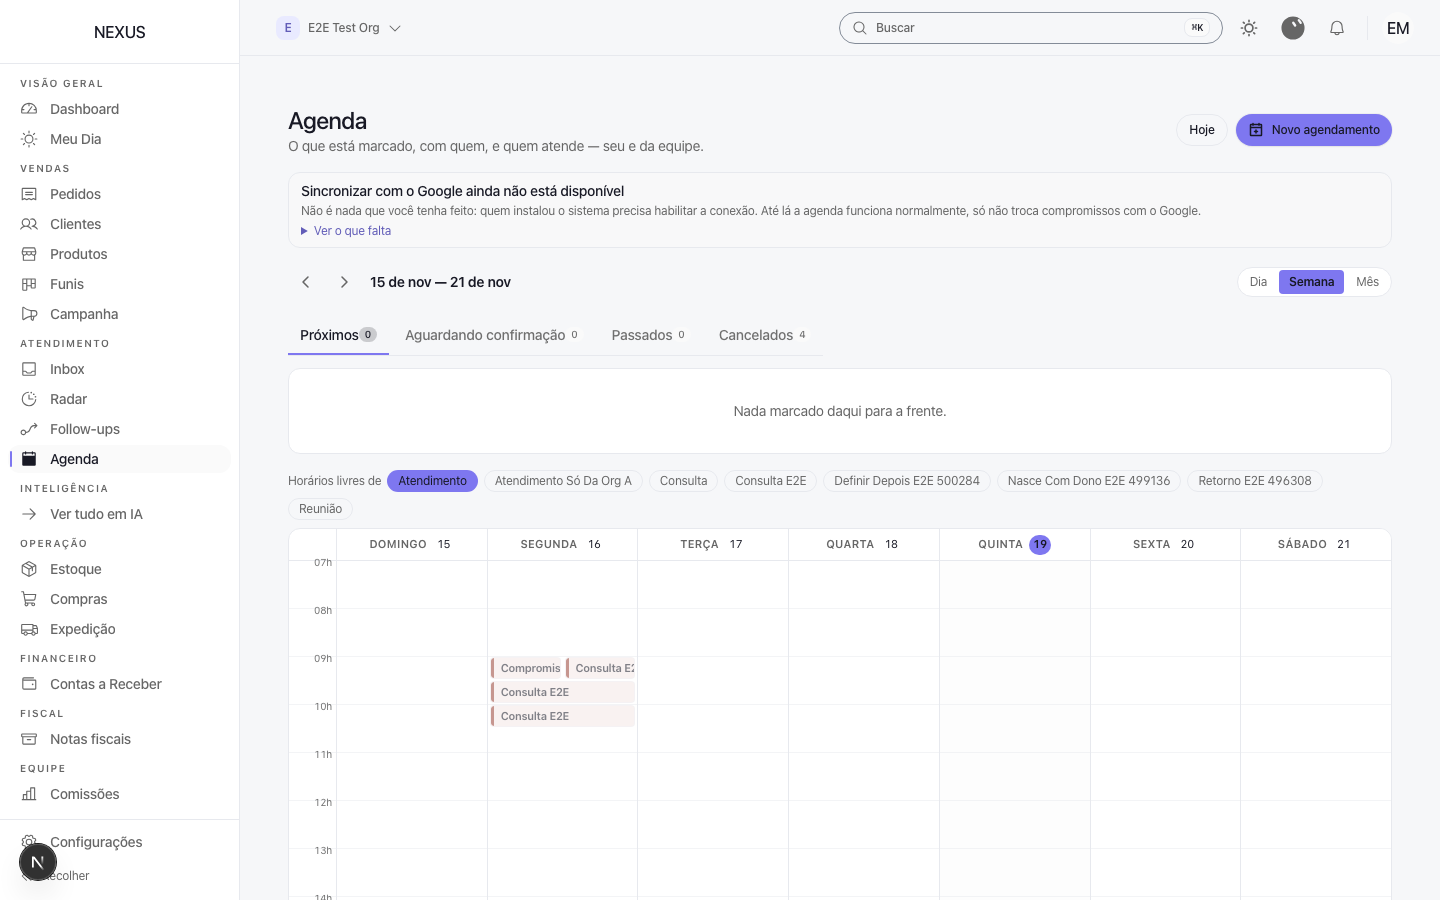 NEXUS
E E2E Test Org
Buscar ⌘K
EM
VISÃO GERAL
Dashboard
Meu Dia
VENDAS
Pedidos
Clientes
Produtos
Funis
Campanha
ATENDIMENTO
Inbox
Radar
Follow-ups
Agenda
INTELIGÊNCIA
Ver tudo em IA
OPERAÇÃO
Estoque
Compras
Expedição
FINANCEIRO
Contas a Receber
FISCAL
Notas fiscais
EQUIPE
Comissões
Configurações
N
Agenda
O que está marcado, com quem, e quem atende — seu e da equipe.
Hoje
Novo agendamento
Sincronizar com o Google ainda não está disponível
Não é nada que você tenha feito: quem instalou o sistema precisa habilitar a conexão. Até lá a agenda funciona normalmente, só não troca compromissos com o Google.
Ver o que falta
15 de nov — 21 de nov
Dia Semana Mês
Próximos 0 Aguardando confirmação 0 Passados 0 Cancelados 4
Nada marcado daqui para a frente.
Horários livres de Atendimento Atendimento Só Da Org A Consulta Consulta E2E Definir Depois E2E 500284 Nasce Com Dono E2E 499136 Retorno E2E 496308
Reunião
DOMINGO 15 SEGUNDA 16 TERÇA 17 QUARTA 18 QUINTA 19 SEXTA 20 SÁBADO 21
07h
08h
09h
Compromis Consulta E2
Consulta E2E
10h
Consulta E2E
11h
12h
13h
14h